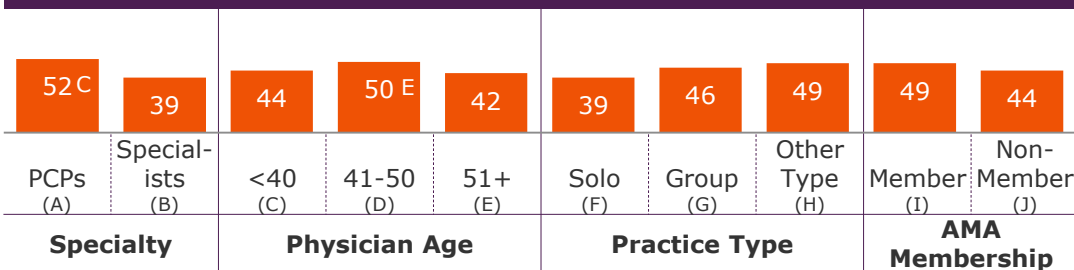 52 C 39 44 50 E 42 39 46 49 49 44
PCPs Special-ists <40 41-50 51+ Solo Group Other Type Member Non-Member
(A) (B) (C) (D) (E) (F) (G) (H) (I) (J)
Specialty Physician Age Practice Type AMA Membership